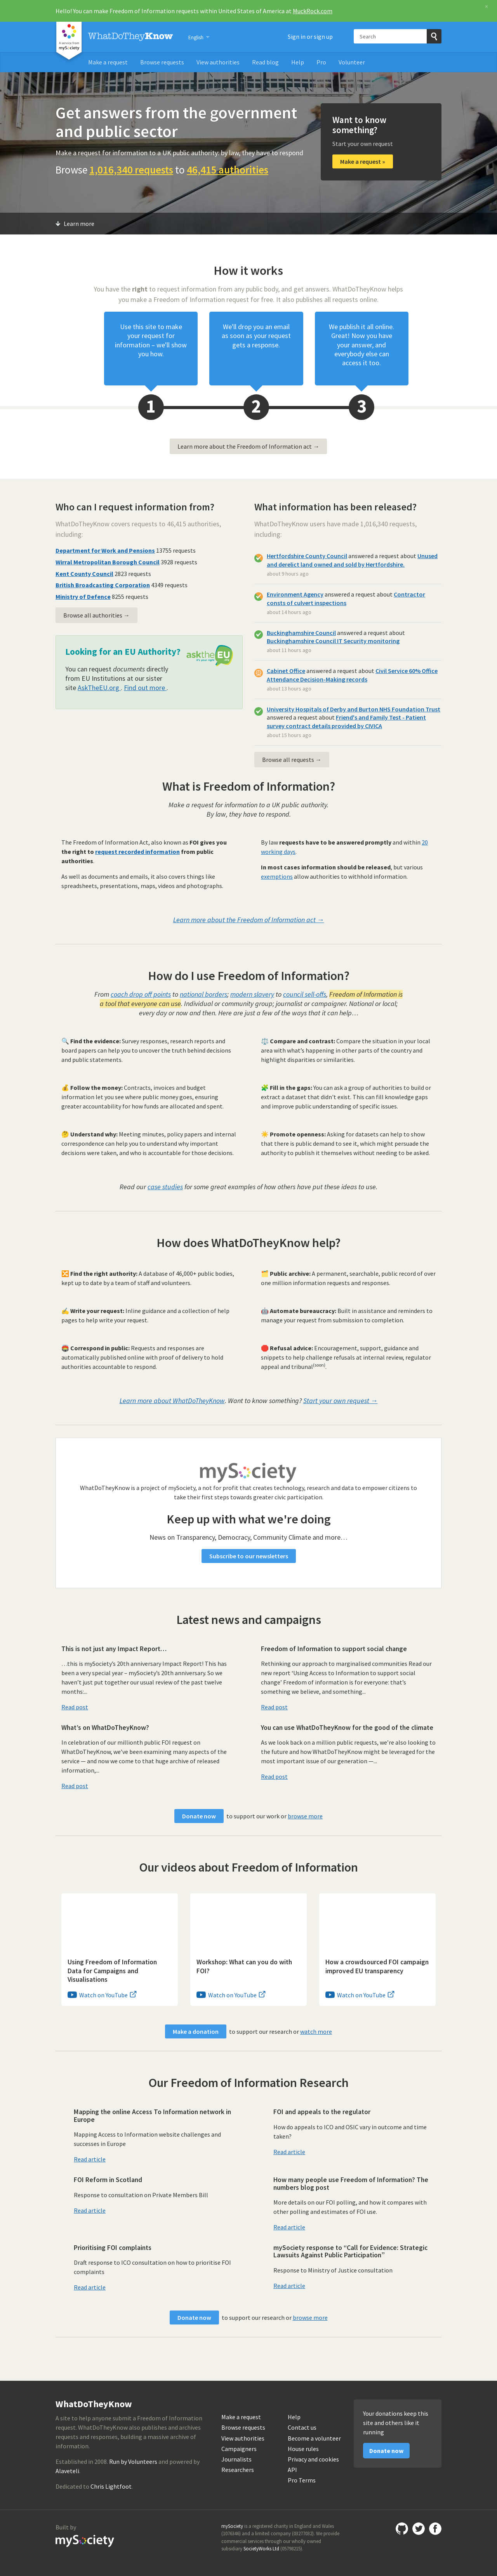 Hello! You can make Freedom of Information requests within United States of America at MuckRock.com
×
WhatDoTheyKnow
English
Sign in or sign up
Search
mySociety
Make a request
Browse requests
View authorities
Read blog
Help
Pro
Volunteer
Get answers from the government
and public sector
Make a request for information to a UK public authority: by law, they have to respond
Browse 1,016,340 requests to 46,415 authorities
Want to know
something?
Start your own request
Make a request »
Learn more
How it works
You have the right to request information from any public body, and get answers. WhatDoTheyKnow helps
you make a Freedom of Information request for free. It also publishes all requests online.
Use this site to make
your request for
information – we'll show
you how.
We'll drop you an email
as soon as your request
gets a response.
We publish it all online.
Great! Now you have
your answer, and
everybody else can
access it too.
1
2
3
Learn more about the Freedom of Information act →
Who can I request information from?
WhatDoTheyKnow covers requests to 46,415 authorities,
including:
Department for Work and Pensions 13755 requests
Wirral Metropolitan Borough Council 3928 requests
Kent County Council 2823 requests
British Broadcasting Corporation 4349 requests
Ministry of Defence 8255 requests
Browse all authorities →
Looking for an EU Authority?
asktheEU
You can request documents directly
from EU Institutions at our sister
site AskTheEU.org . Find out more .
What information has been released?
WhatDoTheyKnow users have made 1,016,340 requests,
including:
Hertfordshire County Council answered a request about Unused
and derelict land owned and sold by Hertfordshire.
about 9 hours ago
Environment Agency answered a request about Contractor
consts of culvert inspections
about 14 hours ago
Buckinghamshire Council answered a request about
Buckinghamshire Council IT Security monitoring
about 11 hours ago
Cabinet Office answered a request about Civil Service 60% Office
Attendance Decision-Making records
about 13 hours ago
University Hospitals of Derby and Burton NHS Foundation Trust
answered a request about Friend's and Family Test - Patient
survey contract details provided by CIVICA
about 15 hours ago
Browse all requests →
What is Freedom of Information?
Make a request for information to a UK public authority.
By law, they have to respond.
The Freedom of Information Act, also known as FOI gives you
the right to request recorded information from public
authorities.
As well as documents and emails, it also covers things like
spreadsheets, presentations, maps, videos and photographs.
By law requests have to be answered promptly and within 20
working days.
In most cases information should be released, but various
exemptions allow authorities to withhold information.
Learn more about the Freedom of Information act →
How do I use Freedom of Information?
From coach drop off points to national borders; modern slavery to council sell-offs, Freedom of Information is
a tool that everyone can use. Individual or community group; journalist or campaigner. National or local;
every day or now and then. Here are just a few of the ways that it can help…
🔍 Find the evidence: Survey responses, research reports and
board papers can help you to uncover the truth behind decisions
and public statements.
⚖️ Compare and contrast: Compare the situation in your local
area with what's happening in other parts of the country and
highlight disparities or similarities.
💰 Follow the money: Contracts, invoices and budget
information let you see where public money goes, ensuring
greater accountability for how funds are allocated and spent.
🧩 Fill in the gaps: You can ask a group of authorities to build or
extract a dataset that didn't exist. This can fill knowledge gaps
and improve public understanding of specific issues.
🤔 Understand why: Meeting minutes, policy papers and internal
correspondence can help you to understand why important
decisions were taken, and who is accountable for those decisions.
☀️ Promote openness: Asking for datasets can help to show
that there is public demand to see it, which might persuade the
authority to publish it themselves without needing to be asked.
Read our case studies for some great examples of how others have put these ideas to use.
How does WhatDoTheyKnow help?
🔀 Find the right authority: A database of 46,000+ public bodies,
kept up to date by a team of staff and volunteers.
🗂️ Public archive: A permanent, searchable, public record of over
one million information requests and responses.
✍️ Write your request: Inline guidance and a collection of help
pages to help write your request.
🤖 Automate bureaucracy: Built in assistance and reminders to
manage your request from submission to completion.
📮 Correspond in public: Requests and responses are
automatically published online with proof of delivery to hold
authorities accountable to respond.
🛑 Refusal advice: Encouragement, support, guidance and
snippets to help challenge refusals at internal review, regulator
appeal and tribunal(soon).
Learn more about WhatDoTheyKnow. Want to know something? Start your own request →
mySociety
WhatDoTheyKnow is a project of mySociety, a not for profit that creates technology, research and data to empower citizens to
take their first steps towards greater civic participation.
Keep up with what we're doing
News on Transparency, Democracy, Community Climate and more…
Subscribe to our newsletters
Latest news and campaigns
This is not just any Impact Report…
…this is mySociety's 20th anniversary Impact Report! This has
been a very special year – mySociety's 20th anniversary. So we
haven't just put together our usual review of the past twelve
months:...
Read post
Freedom of Information to support social change
Rethinking our approach to marginalised communities Read our
new report 'Using Access to Information to support social
change' Freedom of information is for everyone: that's
something we believe, and something...
Read post
What's on WhatDoTheyKnow?
In celebration of our millionth public FOI request on
WhatDoTheyKnow, we've been examining many aspects of the
service — and now we come to that huge archive of released
information,...
Read post
You can use WhatDoTheyKnow for the good of the climate
As we look back on a million public requests, we're also looking to
the future and how WhatDoTheyKnow might be leveraged for the
most important issue of our generation —...
Read post
Donate now to support our work or browse more
Our videos about Freedom of Information
Using Freedom of Information
Data for Campaigns and
Visualisations
Watch on YouTube
Workshop: What can you do with
FOI?
Watch on YouTube
How a crowdsourced FOI campaign
improved EU transparency
Watch on YouTube
Make a donation to support our research or watch more
Our Freedom of Information Research
Mapping the online Access To Information network in
Europe
Mapping Access to Information website challenges and
successes in Europe
Read article
FOI and appeals to the regulator
How do appeals to ICO and OSIC vary in outcome and time
taken?
Read article
FOI Reform in Scotland
Response to consultation on Private Members Bill
Read article
How many people use Freedom of Information? The
numbers blog post
More details on our FOI polling, and how it compares with
other polling and estimates of FOI use.
Read article
Prioritising FOI complaints
Draft response to ICO consultation on how to prioritise FOI
complaints
Read article
mySociety response to "Call for Evidence: Strategic
Lawsuits Against Public Participation"
Response to Ministry of Justice consultation
Read article
Donate now to support our research or browse more
WhatDoTheyKnow
A site to help anyone submit a Freedom of Information
request. WhatDoTheyKnow also publishes and archives
requests and responses, building a massive archive of
information.
Established in 2008. Run by Volunteers and powered by
Alaveteli.
Dedicated to Chris Lightfoot.
Make a request
Browse requests
View authorities
Campaigners
Journalists
Researchers
Help
Contact us
Become a volunteer
House rules
Privacy and cookies
API
Pro Terms
Your donations keep this
site and others like it
running
Donate now
Built by
mySociety
mySociety is a registered charity in England and Wales
(1076346) and a limited company (03277032). We provide
commercial services through our wholly owned
subsidiary SocietyWorks Ltd (05798215).